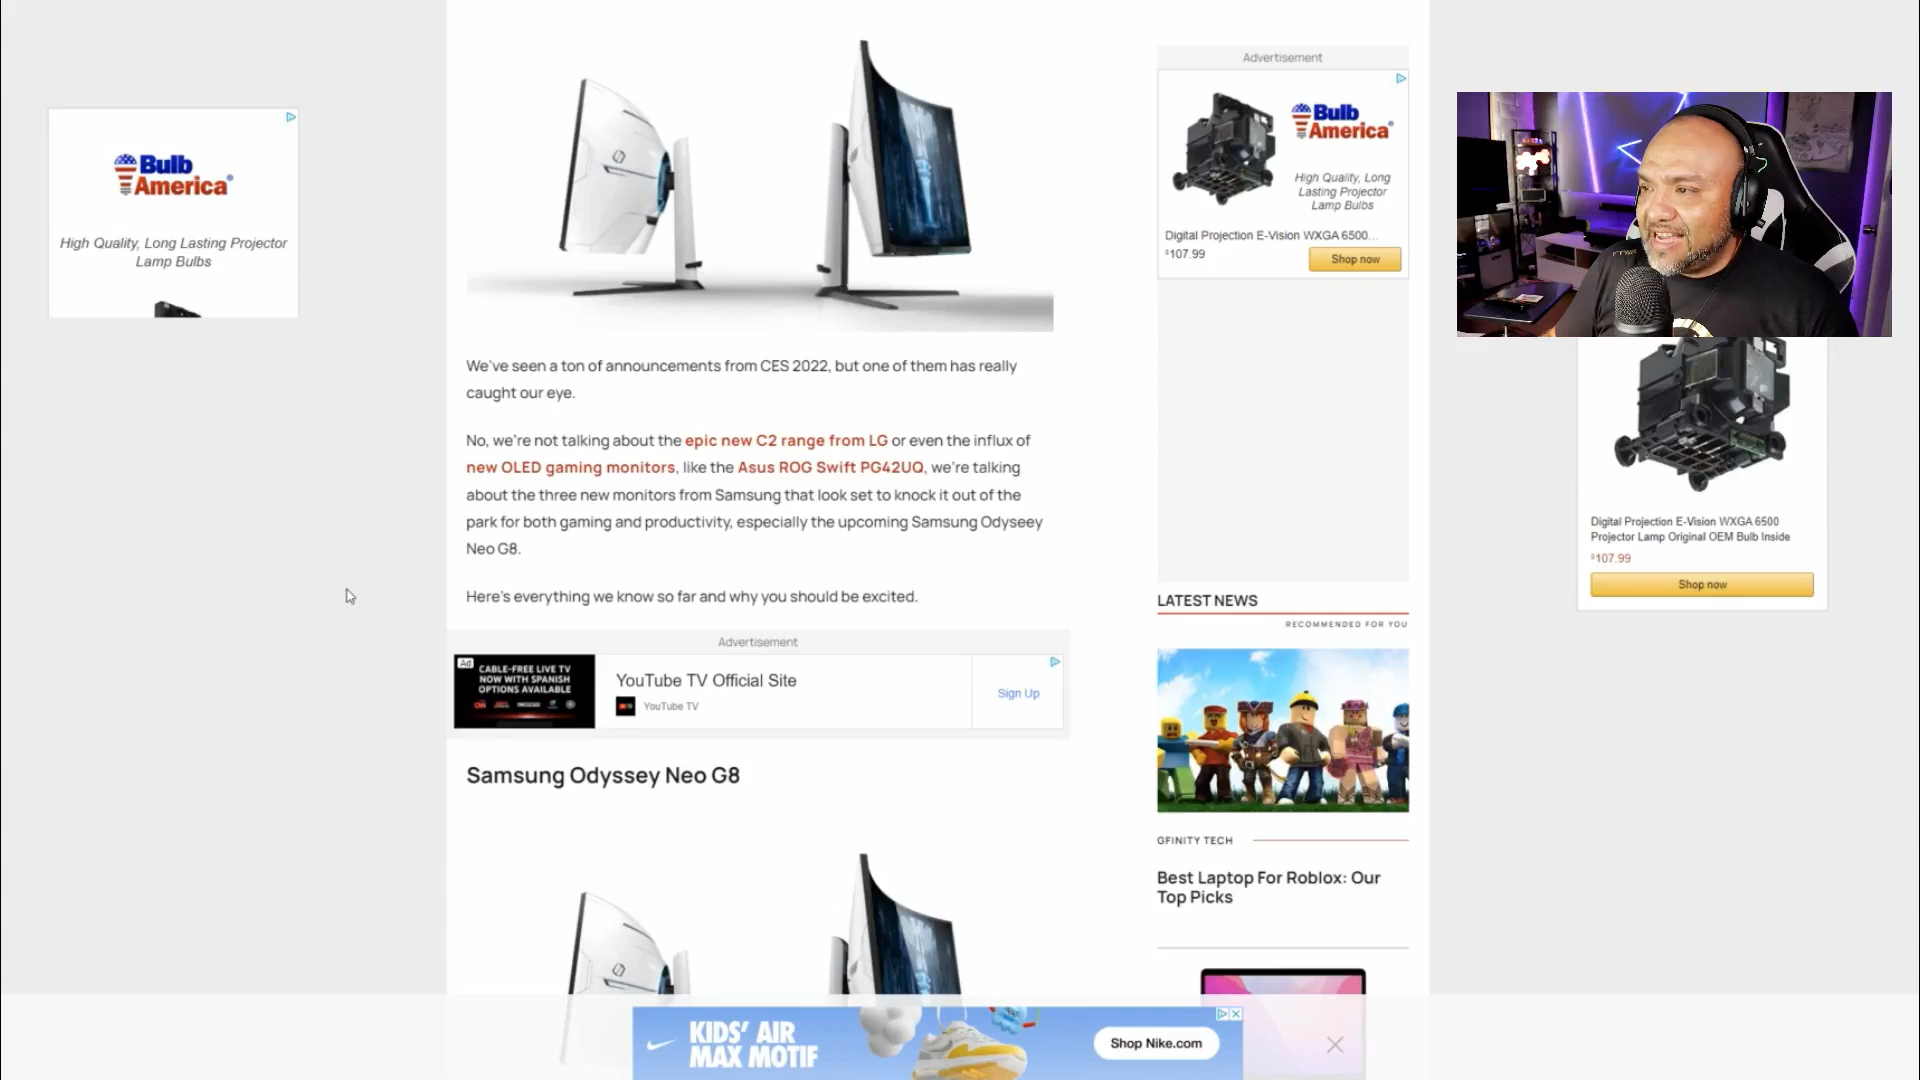 Bulb
America
High Quality, Long Lasting Projector
Lamp Bulbs
We've seen a ton of announcements from CES 2022, but one of them has really
caught our eye.
No, we're not talking about the epic new C2 range from LG or even the influx of
new OLED gaming monitors, like the Asus ROG Swift PG42UQ, we're talking
about the three new monitors from Samsung that look set to knock it out of the
park for both gaming and productivity, especially the upcoming Samsung Odyseey
Neo G8.
Here's everything we know so far and why you should be excited.
Advertisement
Ad
CABLE-FREE LIVE TV
NOW WITH SPANISH
OPTIONS AVAILABLE
YouTube TV Official Site
YouTube TV
Sign Up
Samsung Odyssey Neo G8
Advertisement
Bulb
America
High Quality, Long
Lasting Projector
Lamp Bulbs
Digital Projection E-Vision WXGA 6500...
$107.99
Shop now
LATEST NEWS
RECOMMENDED FOR YOU
GFINITY TECH
Best Laptop For Roblox: Our
Top Picks
Digital Projection E-Vision WXGA 6500
Projector Lamp Original OEM Bulb Inside
$107.99
Shop now
KIDS' AIR
MAX MOTIF
Shop Nike.com